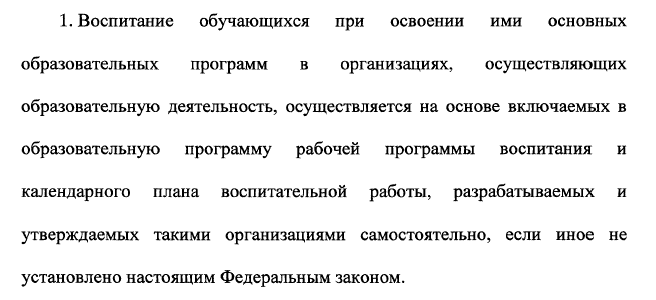 1. Воспитание обучающихся при освоении ими основных
образовательных программ в организациях, осуществляющих
образовательную деятельность, осуществляется на основе включаемых в
образовательную программу рабочей программы воспитания и
календарного плана воспитательной работы, разрабатываемых и
утверждаемых такими организациями самостоятельно, если иное не
установлено настоящим Федеральным законом.